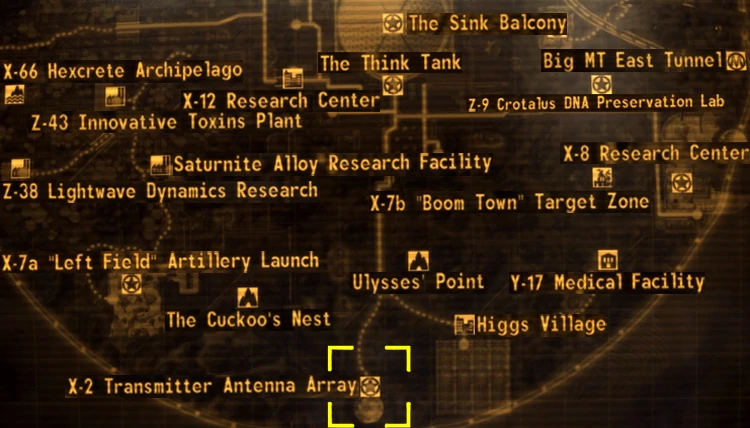 The Sink Balcony
The Think Tank
Big MT East Tunnel
X-66 Hexcrete Archipelago
X-12 Research Center
Z-9 Crotalus DNA Preservation Lab
Z-43 Innovative Toxins Plant
X-8 Research Center
Saturnite Alloy Research Facility
Z-38 Lightwave Dynamics Research
X-7b "Boom Town" Target Zone
X-7a "Left Field" Artillery Launch
Ulysses' Point
Y-17 Medical Facility
The Cuckoo's Nest
Higgs Village
X-2 Transmitter Antenna Array